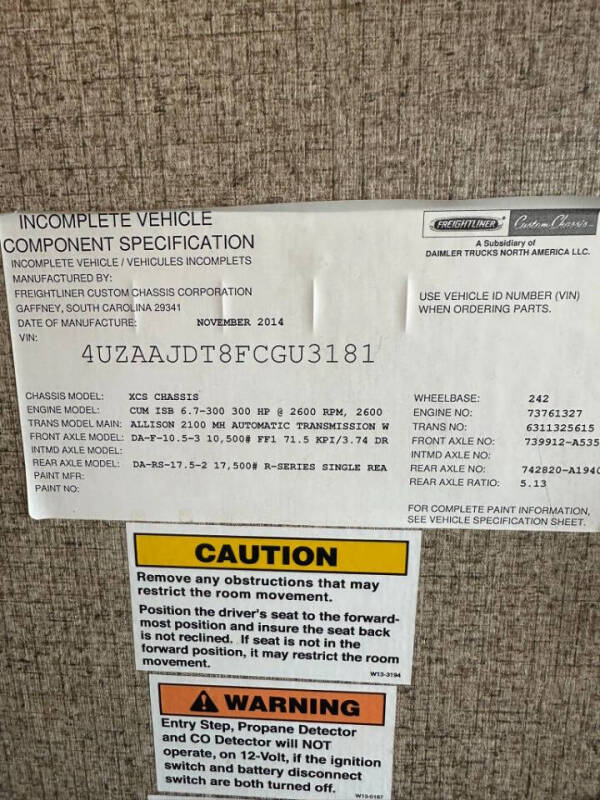 INCOMPLETE VEHICLE
COMPONENT SPECIFICATION
INCOMPLETE VEHICLE / VEHICULES INCOMPLETS
MANUFACTURED BY:
FREIGHTLINER CUSTOM CHASSIS CORPORATION
GAFFNEY, SOUTH CAROLINA 29341
DATE OF MANUFACTURE: NOVEMBER 2014
VIN:
4UZAAJDT8FCGU3181
FREIGHTLINER Custom Chassis
A Subsidiary of
DAIMLER TRUCKS NORTH AMERICA LLC.
USE VEHICLE ID NUMBER (VIN)
WHEN ORDERING PARTS.
CHASSIS MODEL: XCS CHASSIS
ENGINE MODEL: CUM ISB 6.7-300 300 HP @ 2600 RPM, 2600
TRANS MODEL MAIN: ALLISON 2100 MH AUTOMATIC TRANSMISSION W
FRONT AXLE MODEL: DA-F-10.5-3 10,500# FF1 71.5 KPI/3.74 DR
INTMD AXLE MODEL:
REAR AXLE MODEL: DA-RS-17.5-2 17,500# R-SERIES SINGLE REA
PAINT MFR:
PAINT NO:
WHEELBASE: 242
ENGINE NO: 73761327
TRANS NO: 6311325615
FRONT AXLE NO: 739912-A535
INTMD AXLE NO:
REAR AXLE NO: 742820-A1940
REAR AXLE RATIO: 5.13
FOR COMPLETE PAINT INFORMATION,
SEE VEHICLE SPECIFICATION SHEET.
CAUTION
Remove any obstructions that may
restrict the room movement.
Position the driver's seat to the forward-
most position and insure the seat back
is not reclined. If seat is not in the
forward position, it may restrict the room
movement.
W13-3194
WARNING
Entry Step, Propane Detector
and CO Detector will NOT
operate, on 12-Volt, if the ignition
switch and battery disconnect
switch are both turned off.
W13-6187